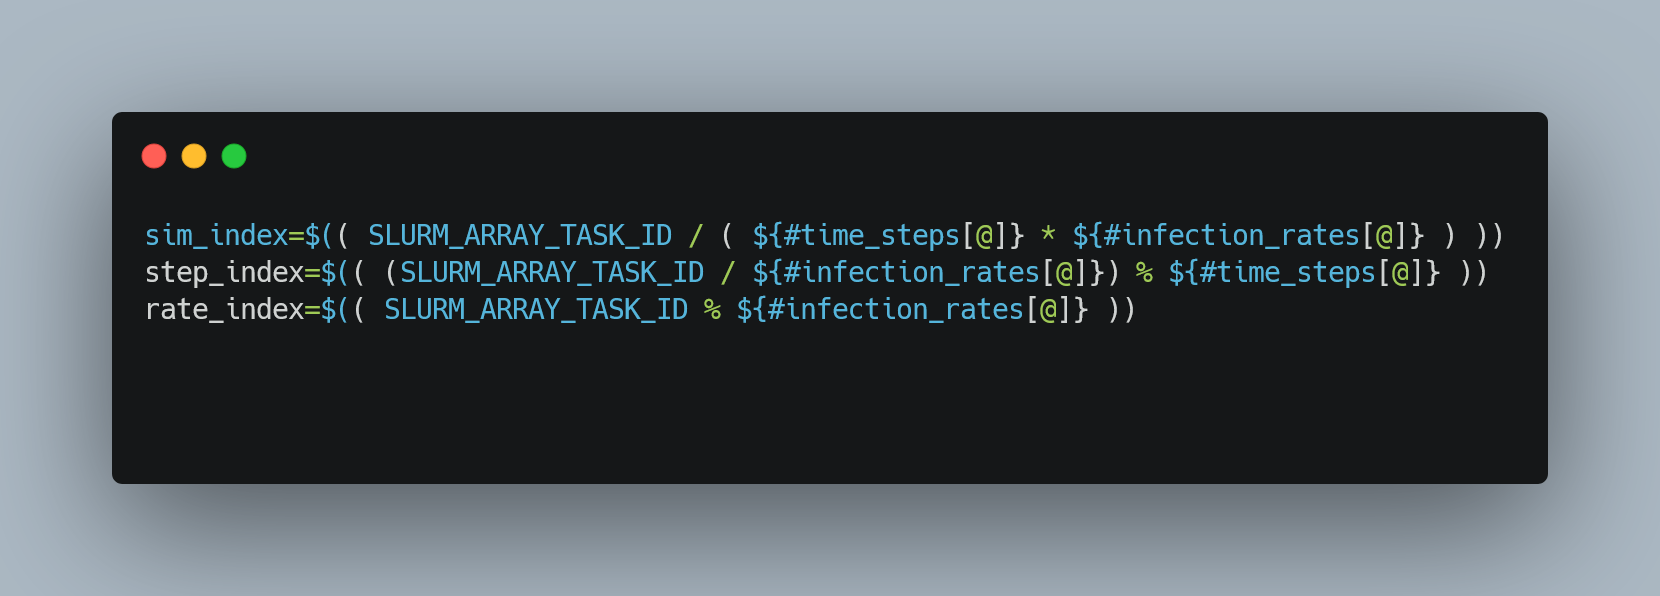 sim_index=$(( SLURM_ARRAY_TASK_ID / ( ${#time_steps[@]} * ${#infection_rates[@]} ) ))
step_index=$(( (SLURM_ARRAY_TASK_ID / ${#infection_rates[@]}) % ${#time_steps[@]} ))
rate_index=$(( SLURM_ARRAY_TASK_ID % ${#infection_rates[@]} ))